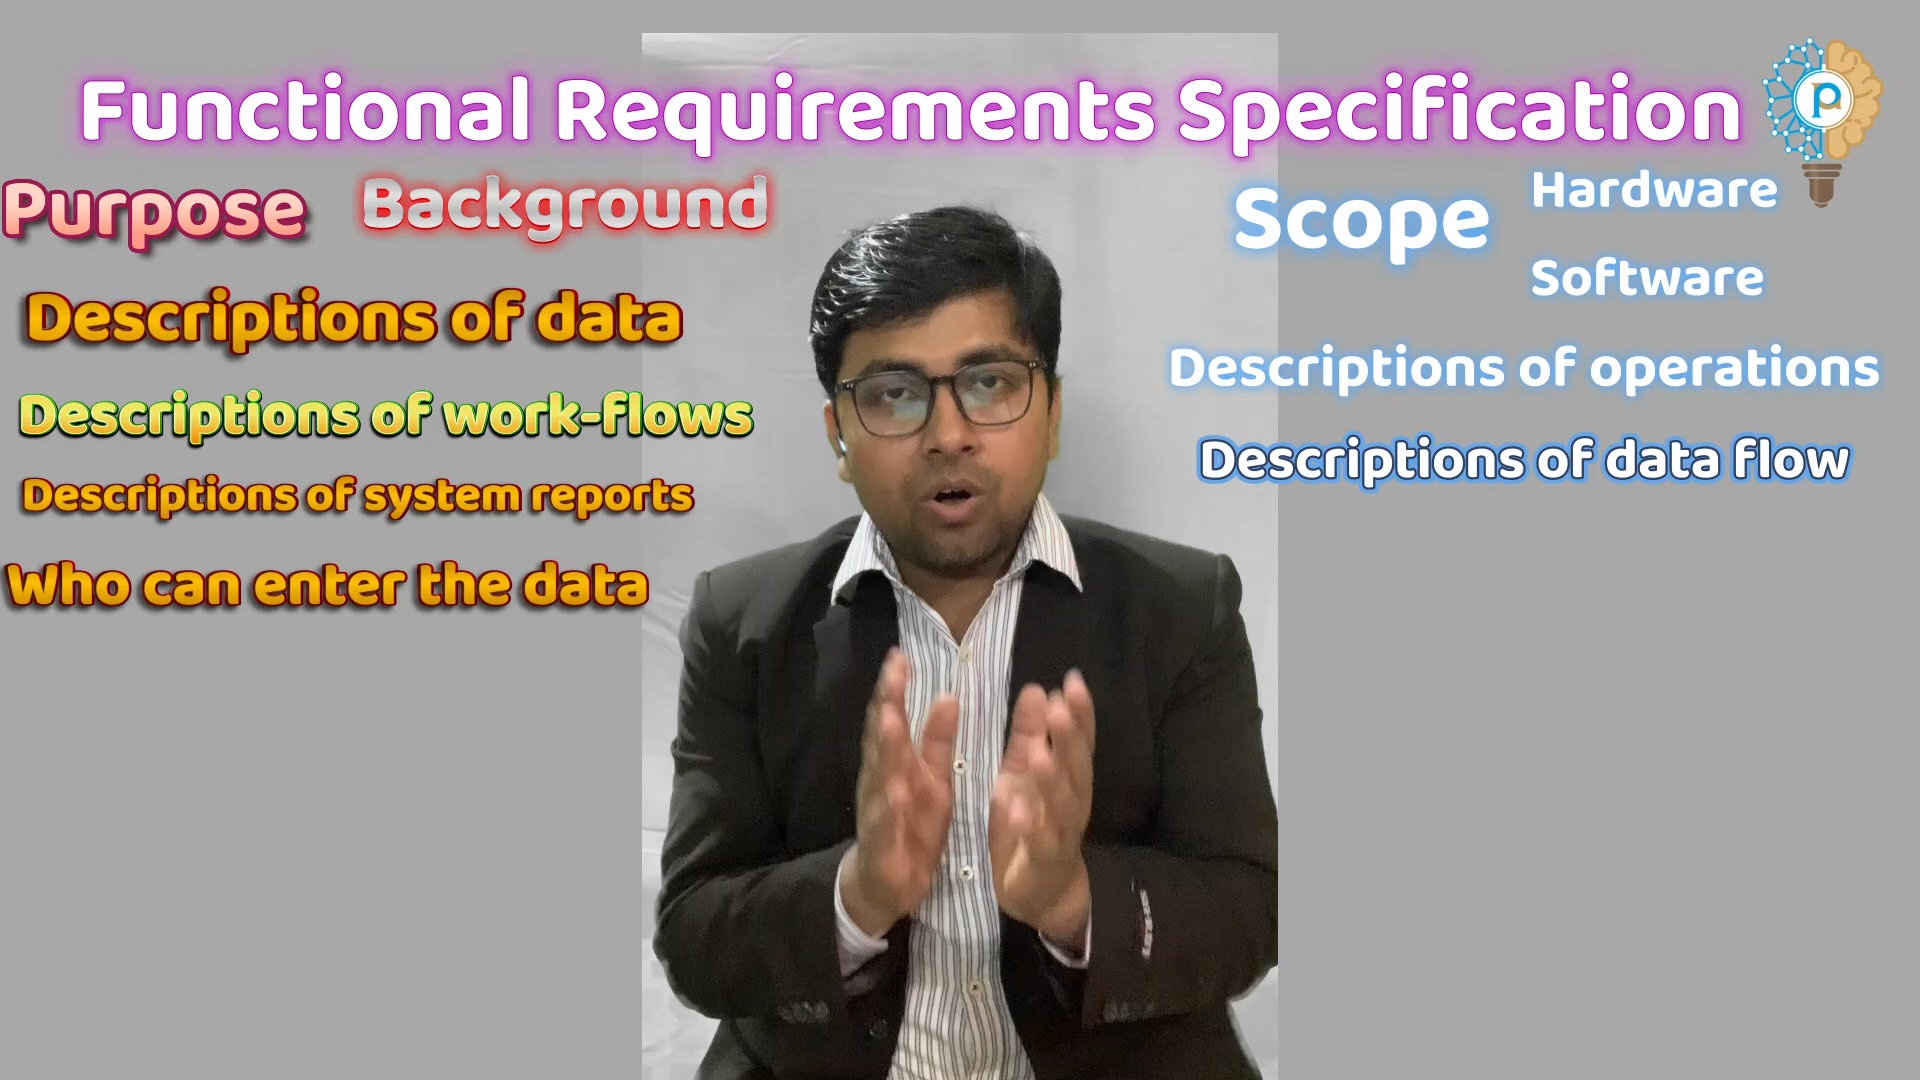 Functional Requirements Specification
P
Purpose
Background
Scope
Hardware
Software
Descriptions of data
Descriptions of operations
Descriptions of work-flows
Descriptions of data flow
Descriptions of system reports
Who can enter the data